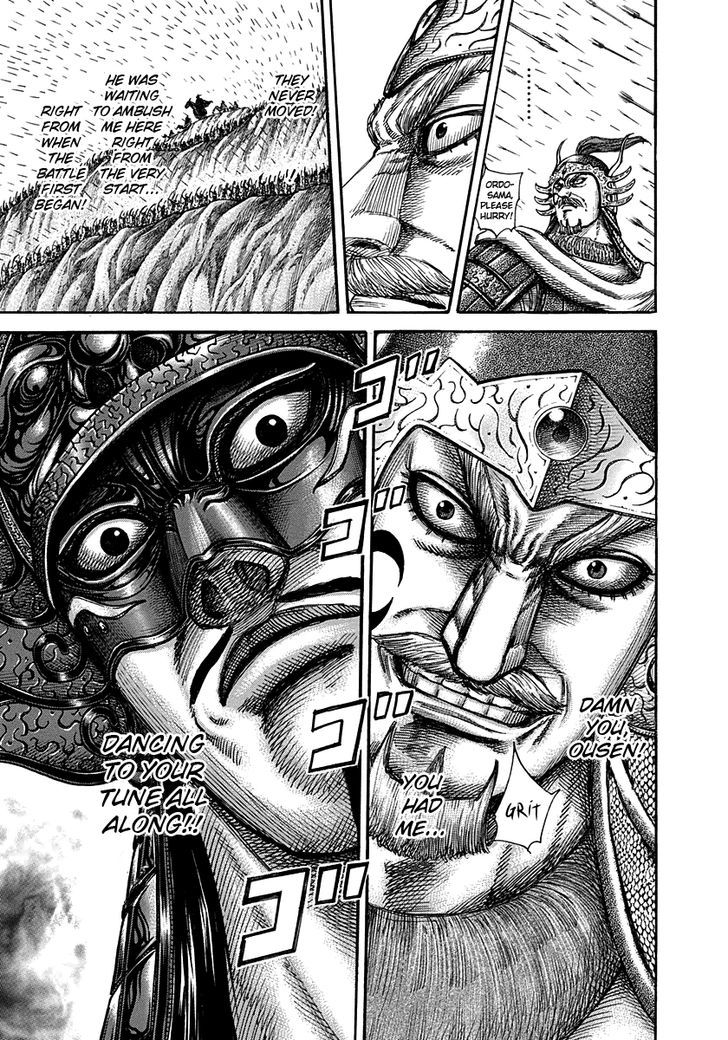 ........
ORDO-
SAMA,
PLEASE
HURRY!
!!
THEY
NEVER
MOVED!
HE WAS
WAITING
TO AMBUSH
ME HERE
RIGHT
FROM
THE VERY
START...
RIGHT
FROM
WHEN
THE
BATTLE
FIRST
BEGAN!
DAMN
YOU,
OUSEN!
GRIT
YOU
HAD
ME...
ゴゴゴゴ
DANCING
TO YOUR
TUNE ALL
ALONG!!